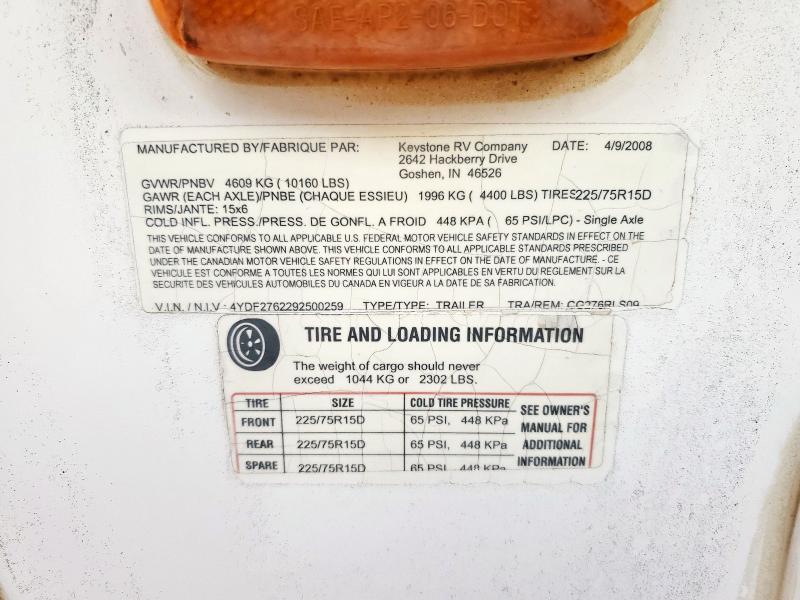 SAE-AP2-06-DOT
MANUFACTURED BY/FABRIQUE PAR: Keystone RV Company DATE: 4/9/2008
2642 Hackberry Drive
Goshen, IN 46526
GVWR/PNBV 4609 KG ( 10160 LBS)
GAWR (EACH AXLE)/PNBE (CHAQUE ESSIEU) 1996 KG ( 4400 LBS) TIRES225/75R15D
RIMS/JANTE: 15x6
COLD INFL. PRESS./PRESS. DE GONFL. A FROID 448 KPA ( 65 PSI/LPC) - Single Axle
THIS VEHICLE CONFORMS TO ALL APPLICABLE U.S. FEDERAL MOTOR VEHICLE SAFETY STANDARDS IN EFFECT ON THE
DATE OF MANUFACTURE SHOWN ABOVE. THIS VEHICLE CONFORMS TO ALL APPLICABLE STANDARDS PRESCRIBED
UNDER THE CANADIAN MOTOR VEHICLE SAFETY REGULATIONS IN EFFECT ON THE DATE OF MANUFACTURE. - CE
VEHICULE EST CONFORME A TOUTES LES NORMES QUI LUI SONT APPLICABLES EN VERTU DU REGLEMENT SUR LA
SECURITE DES VEHICULES AUTOMOBILES DU CANADA EN VIGEUR A LA DATE DE SA FABRICATION.
V.I.N. / N.I.V.: 4YDF2762292500259 TYPE/TYPE: TRAILER TRA/REM: CG276RLS09
TIRE AND LOADING INFORMATION
The weight of cargo should never
exceed 1044 KG or 2302 LBS.
TIRE SIZE COLD TIRE PRESSURE SEE OWNER'S
FRONT 225/75R15D 65 PSI, 448 KPa MANUAL FOR
REAR 225/75R15D 65 PSI, 448 KPa ADDITIONAL
SPARE 225/75R15D 65 PSI, 448 KPa INFORMATION